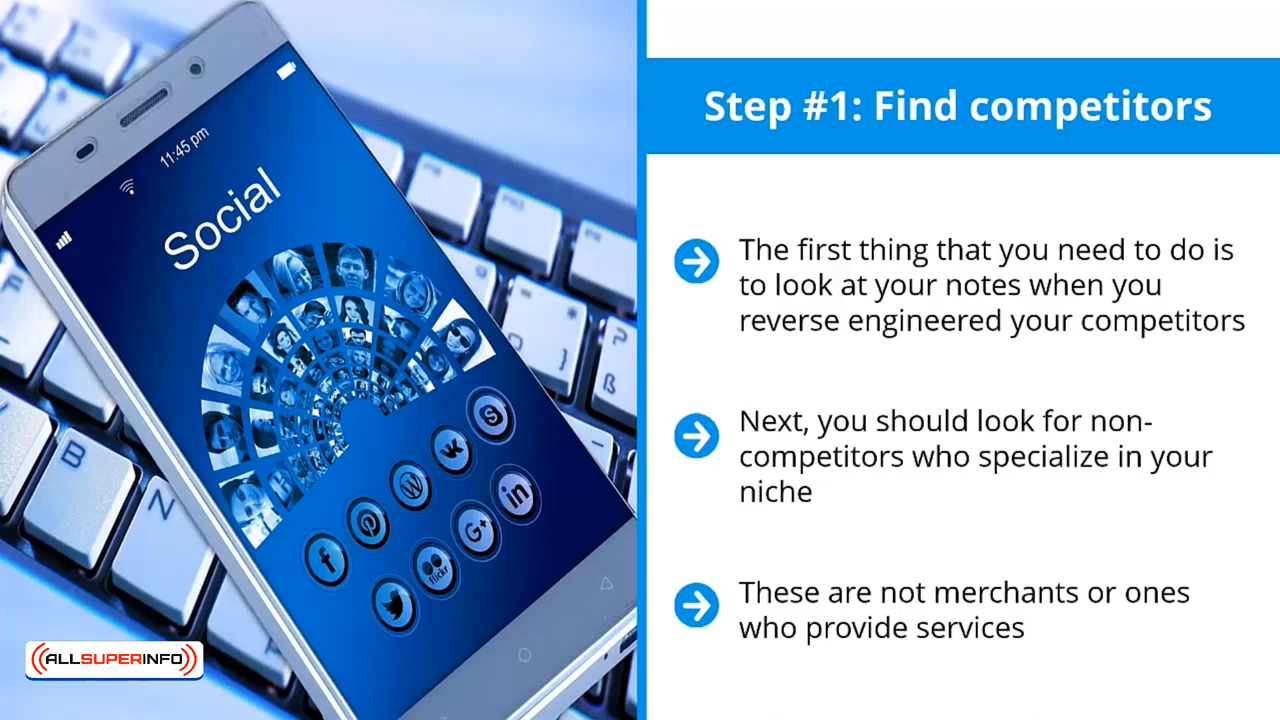 11:45 pm
Social
flickr
B
N
F
ALLSUPERINFO
Step #1: Find competitors
The first thing that you need to do is
to look at your notes when you
reverse engineered your competitors
Next, you should look for non-
competitors who specialize in your
niche
These are not merchants or ones
who provide services